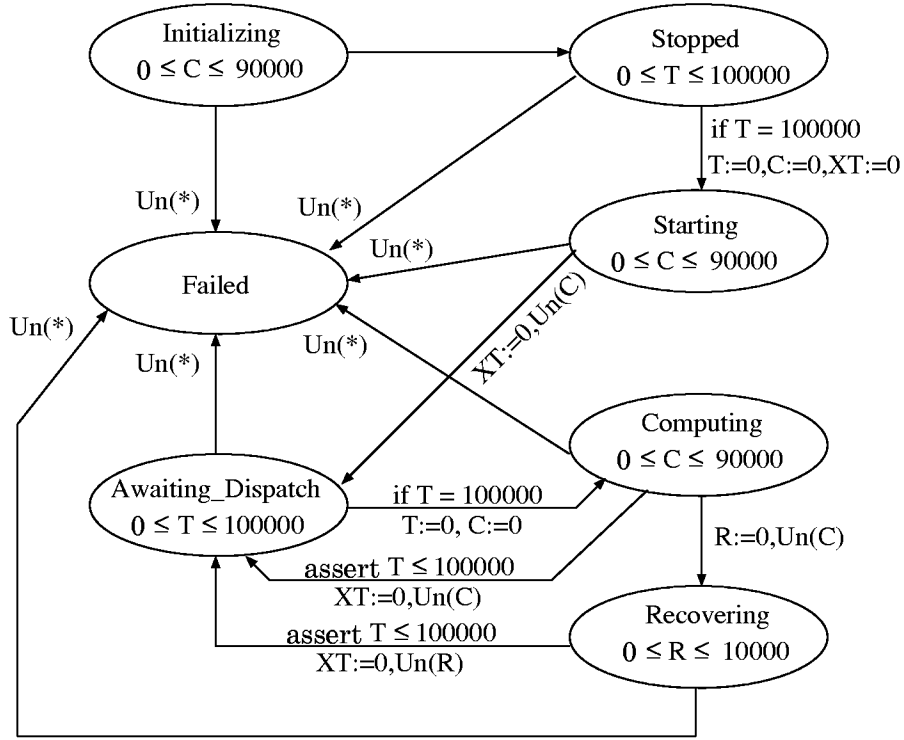 Initializing
0 ≤ C ≤ 90000
Stopped
0 ≤ T ≤ 100000
if T = 100000
T:=0,C:=0,XT:=0
Un(*)
Un(*)
Starting
0 ≤ C ≤ 90000
Un(*)
Failed
Un(*)
Un(*)
Un(*)
XT:=0,Un(C)
Computing
0 ≤ C ≤ 90000
Awaiting_Dispatch
0 ≤ T ≤ 100000
if T = 100000
T:=0, C:=0
R:=0,Un(C)
assert T ≤ 100000
XT:=0,Un(C)
Recovering
0 ≤ R ≤ 10000
assert T ≤ 100000
XT:=0,Un(R)